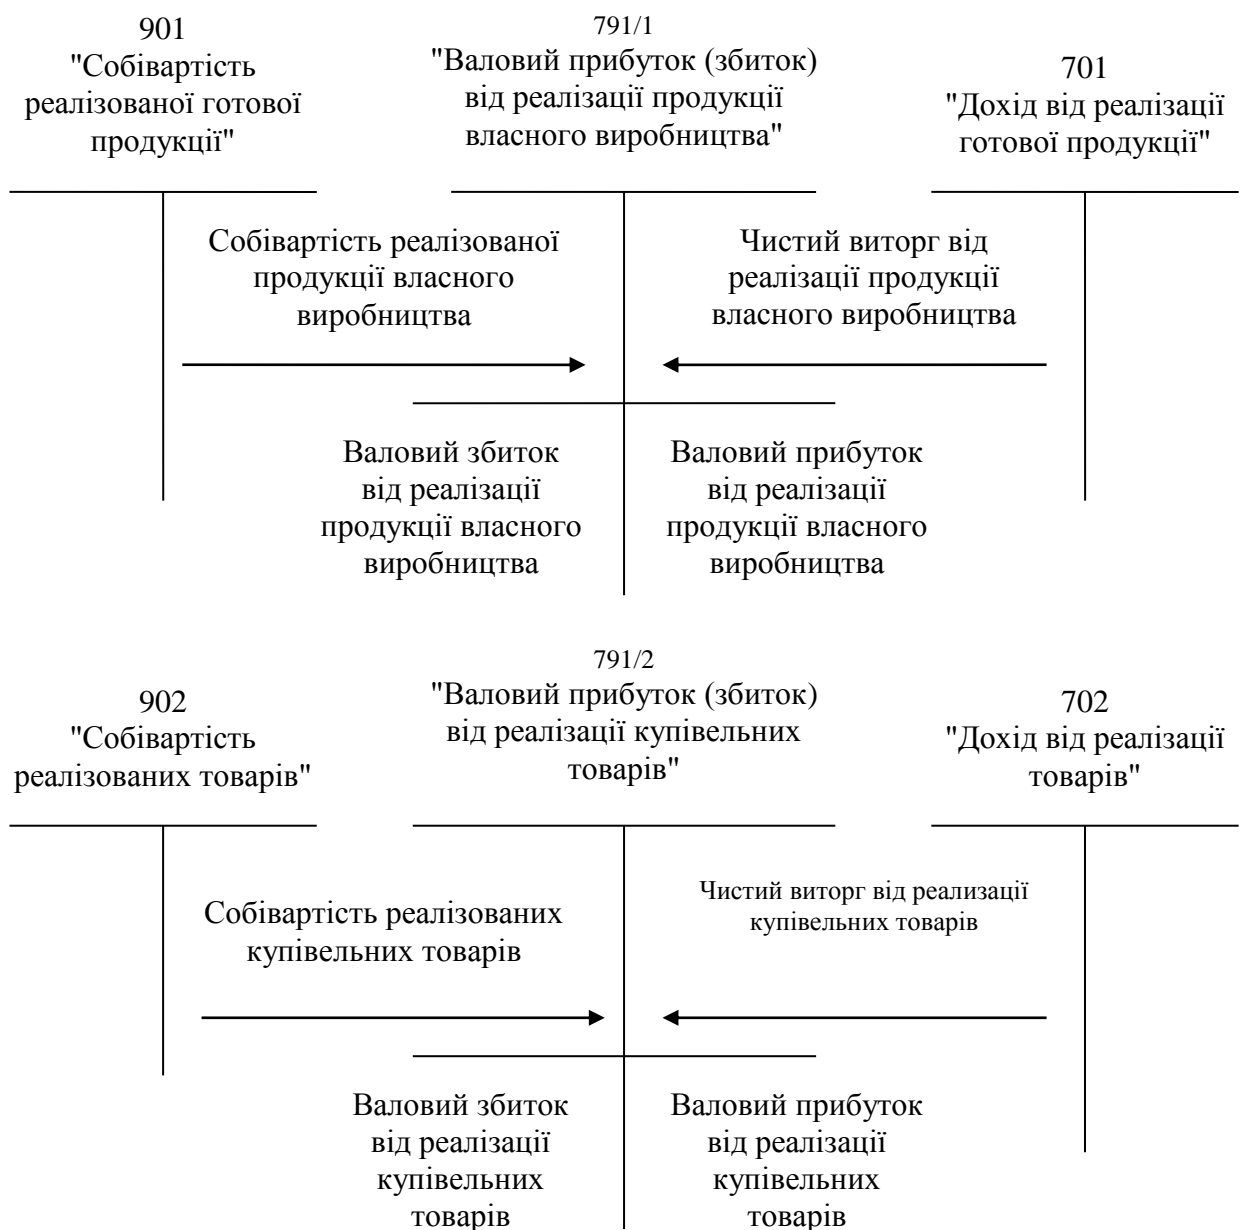 901
"Собівартість
реалізованої готової
продукції"
791/1
"Валовий прибуток (збиток)
від реалізації продукції
власного виробництва"
701
"Дохід від реалізації
готової продукції"
Собівартість реалізованої
продукції власного
виробництва
Чистий виторг від
реалізації продукції
власного виробництва
Валовий збиток
від реалізації
продукції власного
виробництва
Валовий прибуток
від реалізації
продукції власного
виробництва
902
"Собівартість
реалізованих товарів"
791/2
"Валовий прибуток (збиток)
від реалізації купівельних
товарів"
702
"Дохід від реалізації
товарів"
Собівартість реалізованих
купівельних товарів
Чистий виторг від реализації
купівельних товарів
Валовий збиток
від реалізації
купівельних
товарів
Валовий прибуток
від реалізації
купівельних
товарів